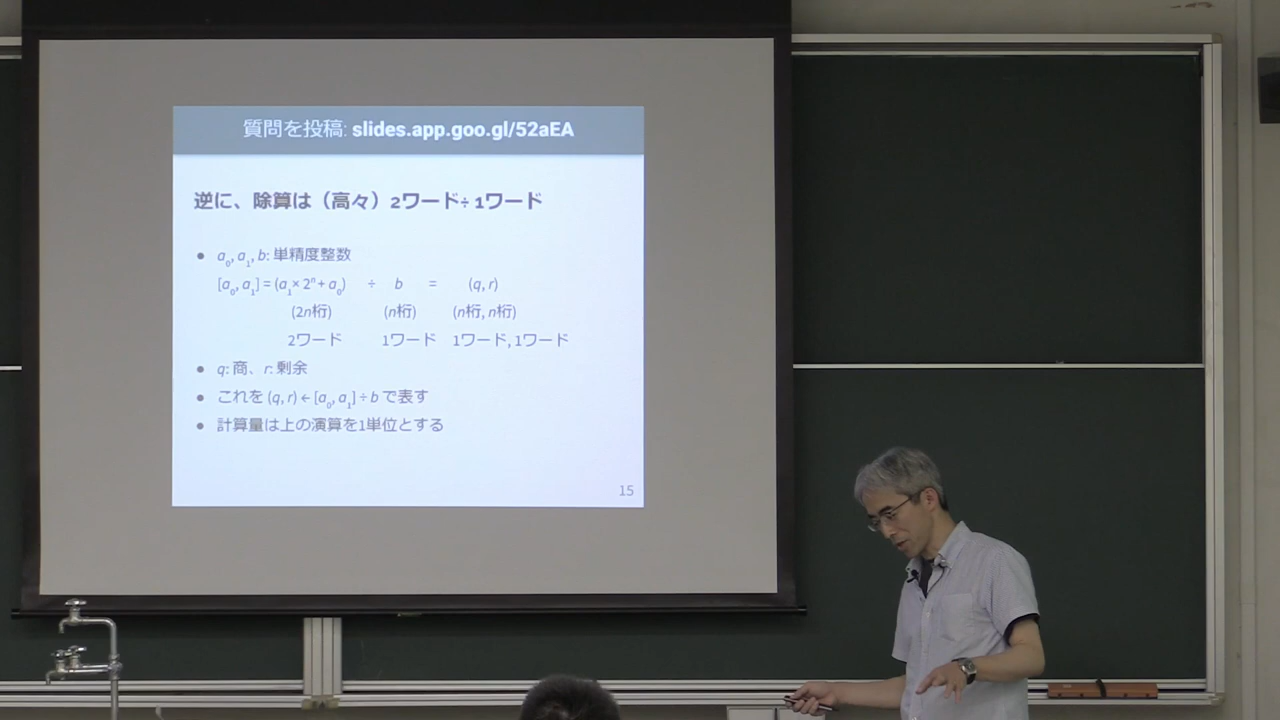 質問を投稿: slides.app.goo.gl/52aEA
逆に、除算は（高々）2ワード÷ 1ワード
● a₀, a₁, b: 単精度整数
[a₀, a₁] = (a₁× 2ⁿ + a₀) ÷ b = (q, r)
(2n桁) (n桁) (n桁, n桁)
2ワード 1ワード 1ワード, 1ワード
● q: 商、r: 剰余
● これを (q, r) ← [a₀, a₁] ÷ b で表す
● 計算量は上の演算を1単位とする
15